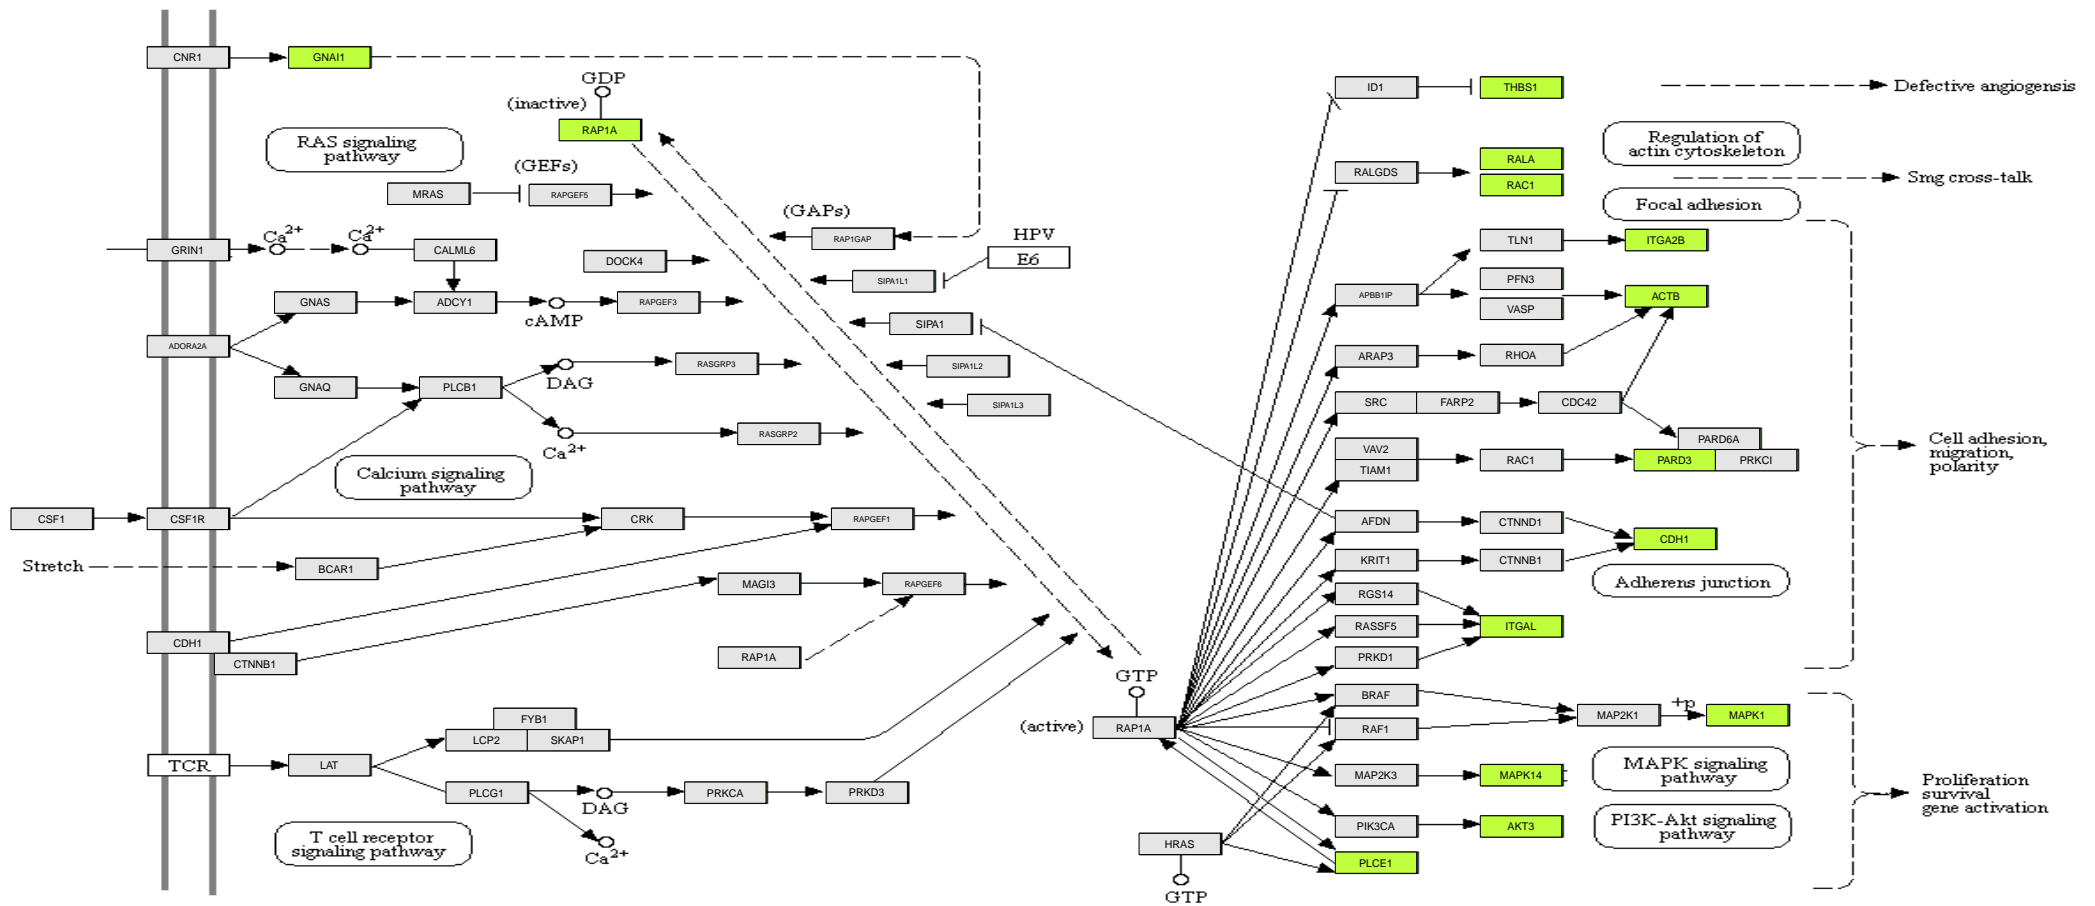 CNR1
GNAI1
GDP
(inactive)
RAP1A
RAS signaling
pathway
(GEFs)
MRAS
RAPGEF5
(GAPs)
RAP1GAP
HPV
E6
GRIN1
Ca2+
Ca2+
CALML6
DOCK4
SIPA1L1
GNAS
ADCY1
cAMP
RAPGEF3
SIPA1
ADORA2A
GNAQ
PLCB1
DAG
RASGRP3
SIPA1L2
SIPA1L3
Ca2+
RASGRP2
Calcium signaling
pathway
CSF1
CSF1R
CRK
RAPGEF1
Stretch
BCAR1
MAGI3
RAPGEF6
CDH1
CTNNB1
RAP1A
FYB1
LCP2
SKAP1
TCR
LAT
PLCG1
DAG
PRKCA
PRKD3
Ca2+
T cell receptor
signaling pathway
GTP
(active)
RAP1A
HRAS
GTP
ID1
THBS1
Defective angiogensis
Regulation of
actin cytoskeleton
RALGDS
RALA
RAC1
Smg cross-talk
Focal adhesion
TLN1
ITGA2B
APBB1IP
PFN3
VASP
ACTB
ARAP3
RHOA
SRC
FARP2
CDC42
VAV2
TIAM1
RAC1
PARD6A
PARD3
PRKCI
Cell adhesion,
migration,
polarity
AFDN
CTNND1
CDH1
KRIT1
CTNNB1
Adherens junction
RGS14
RASSF5
ITGAL
PRKD1
BRAF
RAF1
MAP2K1
+p
MAPK1
MAP2K3
MAPK14
MAPK signaling
pathway
Proliferation
survival
gene activation
PIK3CA
AKT3
PI3K-Akt signaling
pathway
PLCE1